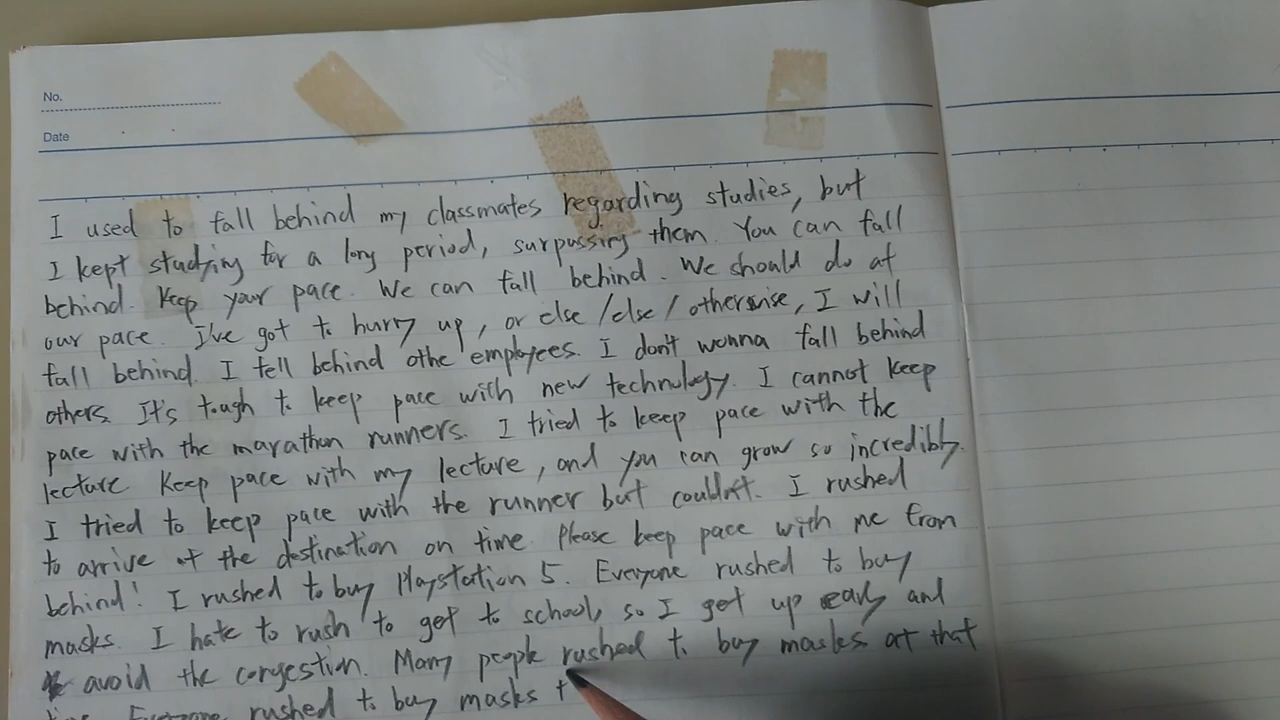 No.
Date
I used to fall behind my classmates regarding studies, but
I kept studying for a long period, surpussing them. You can fall
behind. Keep your pace. We can fall behind. We should do at
our pace. I've got to hurry up, or else /else/ otherwise, I will
fall behind. I fell behind othe employees. I don't wonna fall behind
others. It's tough to keep pace with new technology. I cannot keep
pace with the marathon runners. I tried to keep pace with the
lecture. Keep pace with my lecture, and you can grow so incredibly.
I tried to keep pace with the runner but couldn't. I rushed
to arrive at the destination on time. Please keep pace with me from
behind! I rushed to buy Playstation 5. Everyone rushed to buy
masks. I hate to rush to get to school, so I get up early and
avoid the congestion. Many people rushed to buy masks at that
time. Everyone rushed to buy masks t